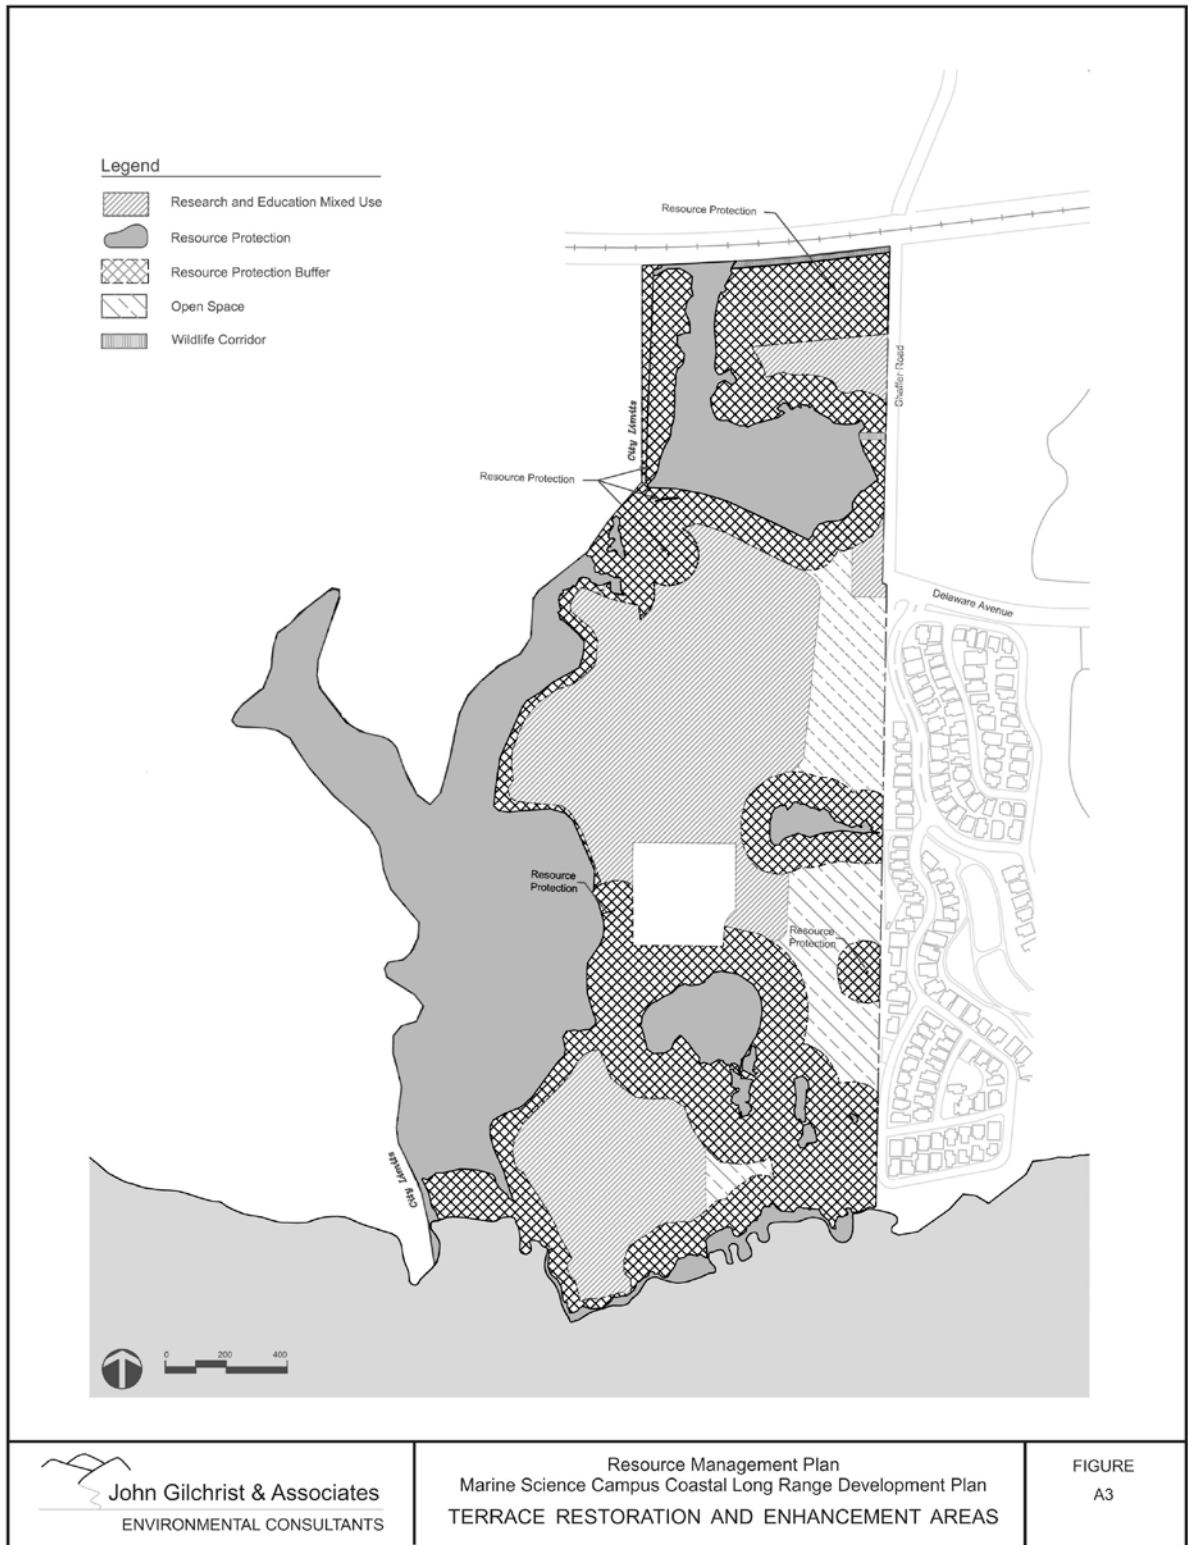 Legend
Research and Education Mixed Use
Resource Protection
Resource Protection Buffer
Open Space
Wildlife Corridor
Resource Protection
Shaffer Road
City Limits
Resource Protection
Delaware Avenue
Resource
Protection
Resource
Protection
City Limits
0 200 400
John Gilchrist & Associates
ENVIRONMENTAL CONSULTANTS
Resource Management Plan
Marine Science Campus Coastal Long Range Development Plan
TERRACE RESTORATION AND ENHANCEMENT AREAS
FIGURE
A3